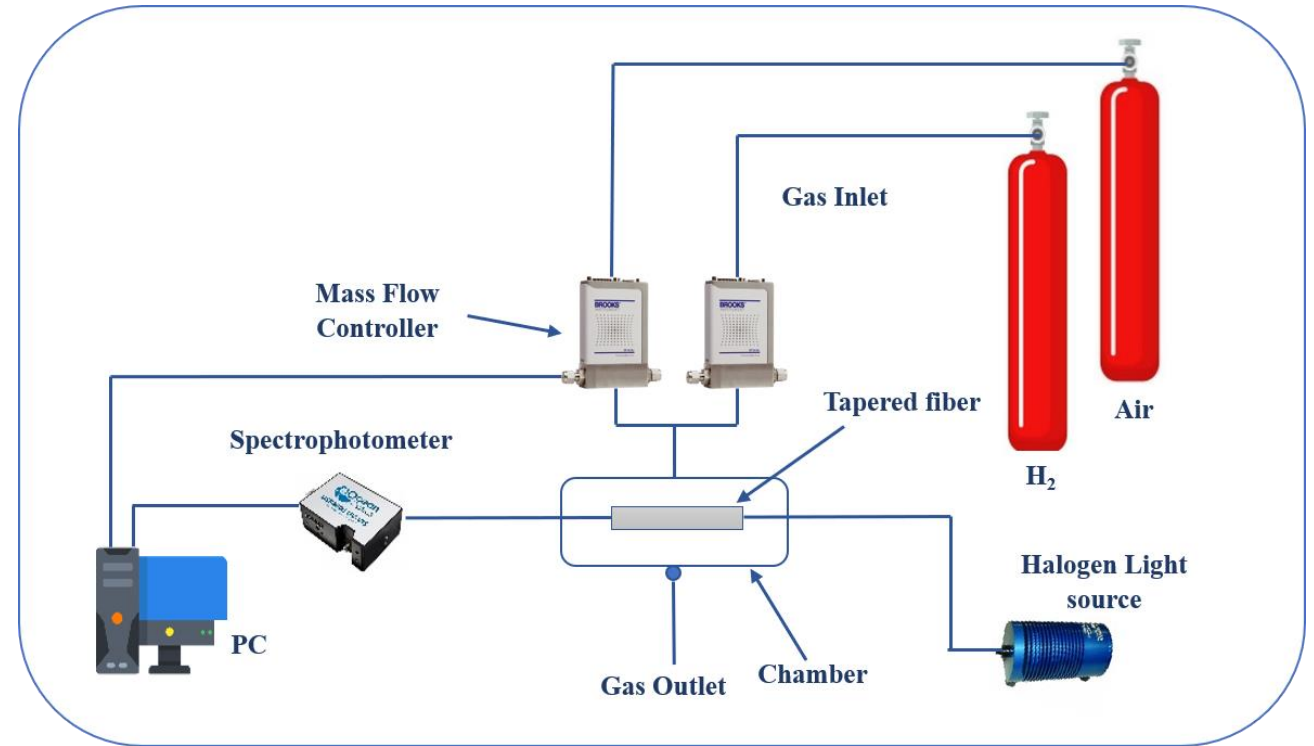 Gas Inlet
Mass Flow
Controller
BROOKS
BROOKS
Tapered fiber
Air
Spectrophotometer
H₂
Ocean
Halogen Light
source
PC
Chamber
Gas Outlet